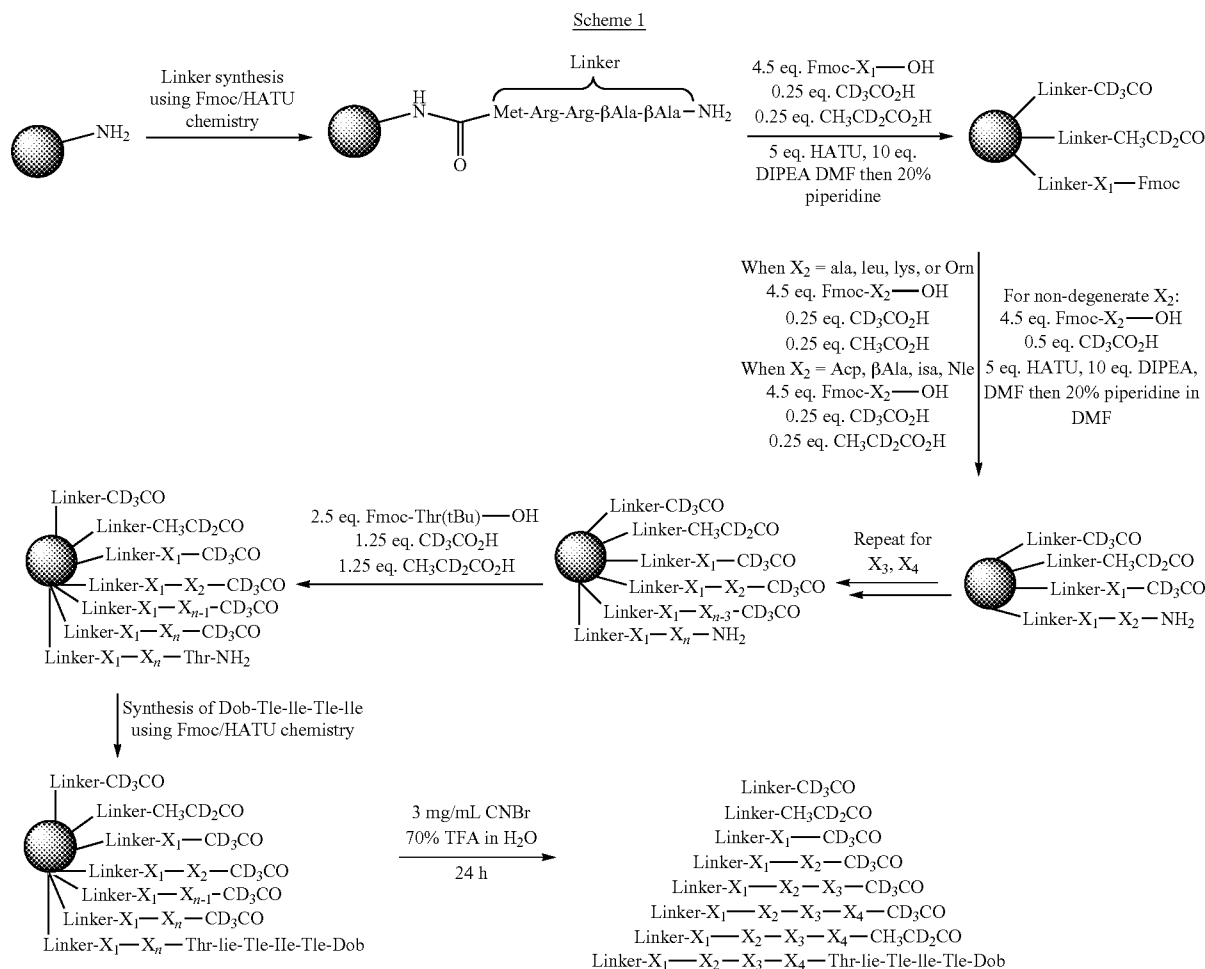 Scheme 1
Linker synthesis
using Fmoc/HATU
chemistry
NH2
Linker
H
N
O
Met-Arg-Arg-βAla-βAla—NH2
4.5 eq. Fmoc-X1—OH
0.25 eq. CD3CO2H
0.25 eq. CH3CD2CO2H
5 eq. HATU, 10 eq.
DIPEA DMF then 20%
piperidine
Linker-CD3CO
Linker-CH3CD2CO
Linker-X1—Fmoc
When X2 = ala, leu, lys, or Orn
4.5 eq. Fmoc-X2—OH
0.25 eq. CD3CO2H
0.25 eq. CH3CO2H
When X2 = Acp, βAla, isa, Nle
4.5 eq. Fmoc-X2—OH
0.25 eq. CD3CO2H
0.25 eq. CH3CD2CO2H
For non-degenerate X2:
4.5 eq. Fmoc-X2—OH
0.5 eq. CD3CO2H
5 eq. HATU, 10 eq. DIPEA,
DMF then 20% piperidine in
DMF
Linker-CD3CO
Linker-CH3CD2CO
Linker-X1—CD3CO
Linker-X1—X2—CD3CO
Linker-X1—Xn-1-CD3CO
Linker-X1—Xn—CD3CO
Linker-X1—Xn—Thr-NH2
2.5 eq. Fmoc-Thr(tBu)—OH
1.25 eq. CD3CO2H
1.25 eq. CH3CD2CO2H
Linker-CD3CO
Linker-CH3CD2CO
Linker-X1—CD3CO
Linker-X1—X2—CD3CO
Linker-X1—Xn-3-CD3CO
Linker-X1—Xn—NH2
Repeat for
X3, X4
Linker-CD3CO
Linker-CH3CD2CO
Linker-X1—CD3CO
Linker-X1—X2—NH2
Synthesis of Dob-Tle-Ile-Tle-lle
using Fmoc/HATU chemistry
Linker-CD3CO
Linker-CH3CD2CO
Linker-X1—CD3CO
Linker-X1—X2—CD3CO
Linker-X1—Xn-1-CD3CO
Linker-X1—Xn—CD3CO
Linker-X1—Xn—Thr-lie-Tle-IIe-Tle-Dob
3 mg/mL CNBr
70% TFA in H2O
24 h
Linker-CD3CO
Linker-CH3CD2CO
Linker-X1—CD3CO
Linker-X1—X2—CD3CO
Linker-X1—X2—X3—CD3CO
Linker-X1—X2—X3—X4—CD3CO
Linker-X1—X2—X3—X4—CH3CD2CO
Linker-X1—X2—X3—X4—Thr-lie-Tle-lle-Tle-Dob